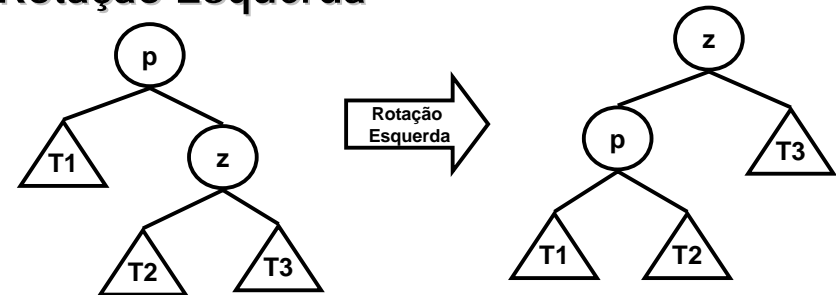 Rotação Esquerda
p
z
T1
z
Rotação
Esquerda
p
T3
T2
T3
T1
T2